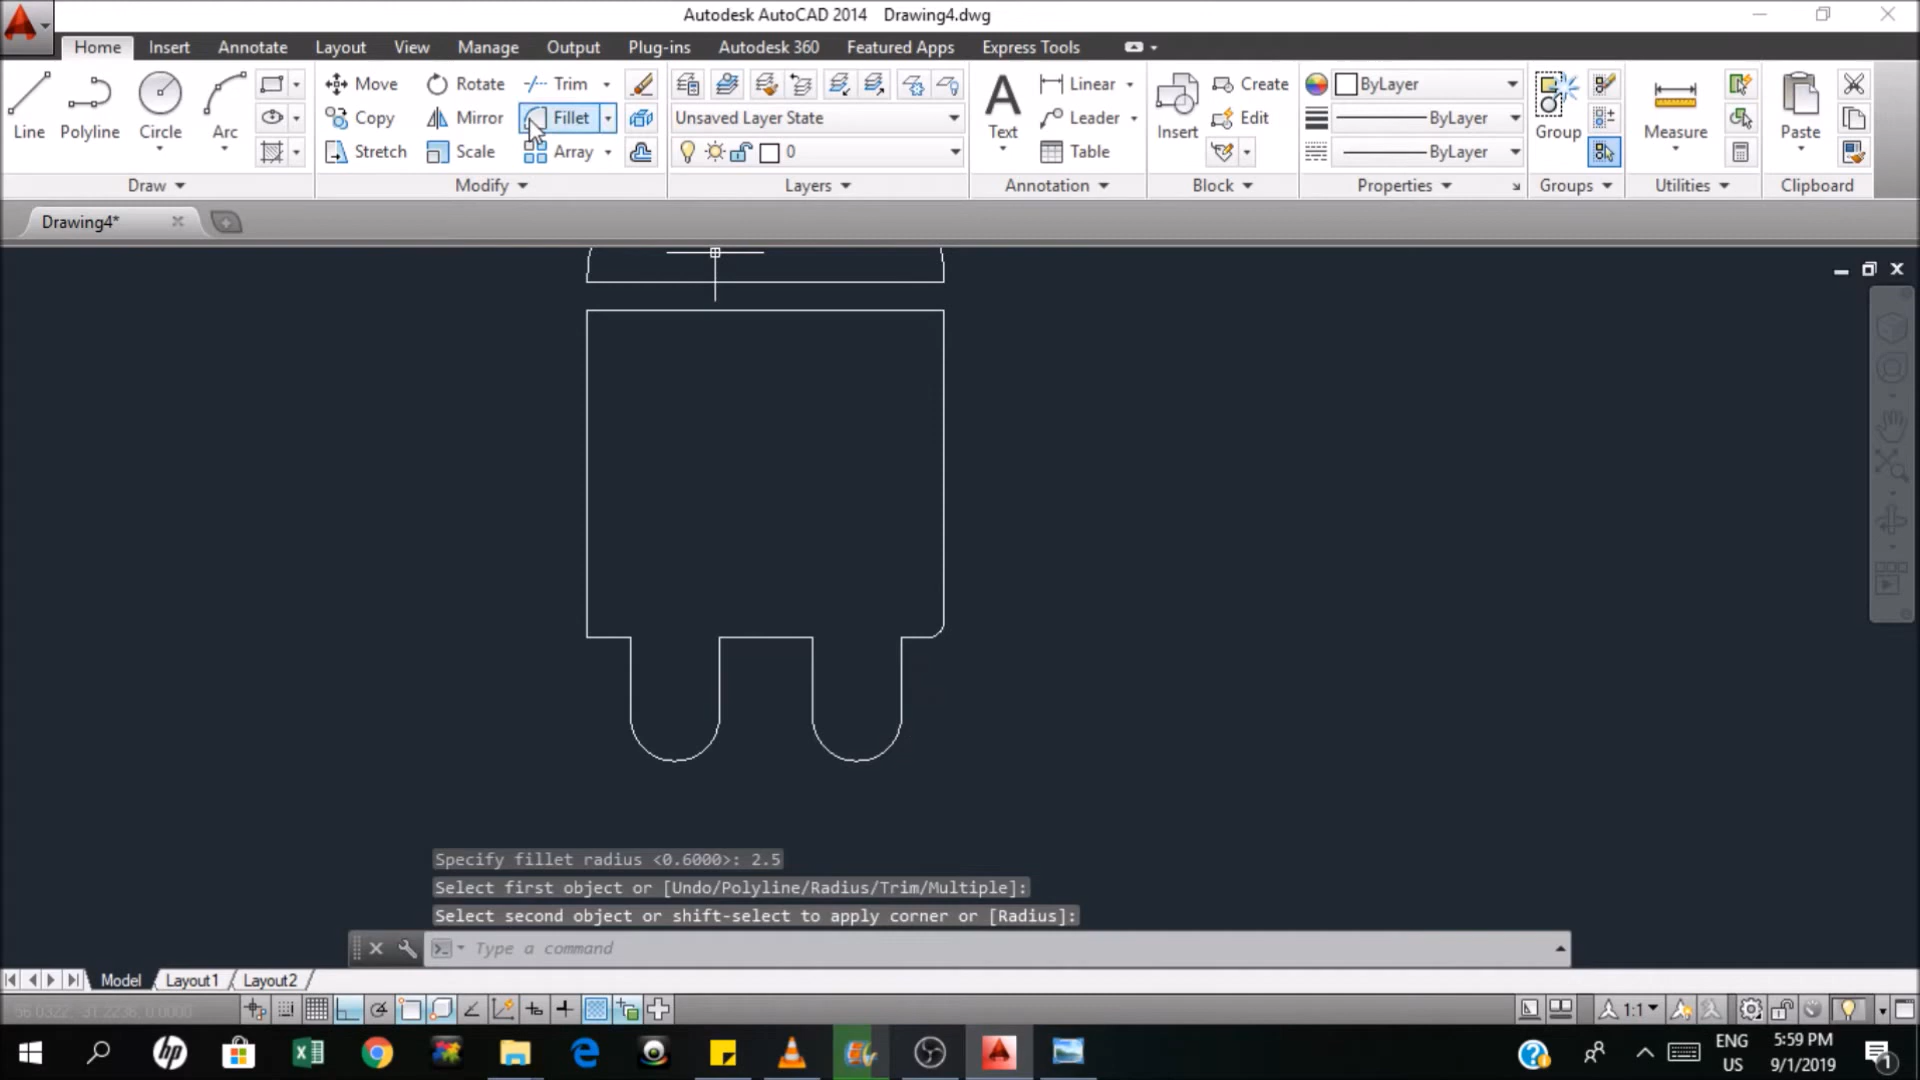 Autodesk AutoCAD 2014 Drawing4.dwg
Home Insert Annotate Layout View Manage Output Plug-ins Autodesk 360 Featured Apps Express Tools
Move Rotate Trim Linear Create ByLayer
Copy Mirror Fillet Unsaved Layer State Leader Edit ByLayer
Line Polyline Circle Arc Text Insert Group Measure Paste
Stretch Scale Array 0 Table ByLayer
Draw Modify Layers Annotation Block Properties Groups Utilities Clipboard
Drawing4*
Specify fillet radius <0.6000>: 2.5
Select first object or [Undo/Polyline/Radius/Trim/Multiple]:
Select second object or shift-select to apply corner or [Radius]:
Type a command
Model Layout1 Layout2
1:1
ENG 5:59 PM
US 9/1/2019 1